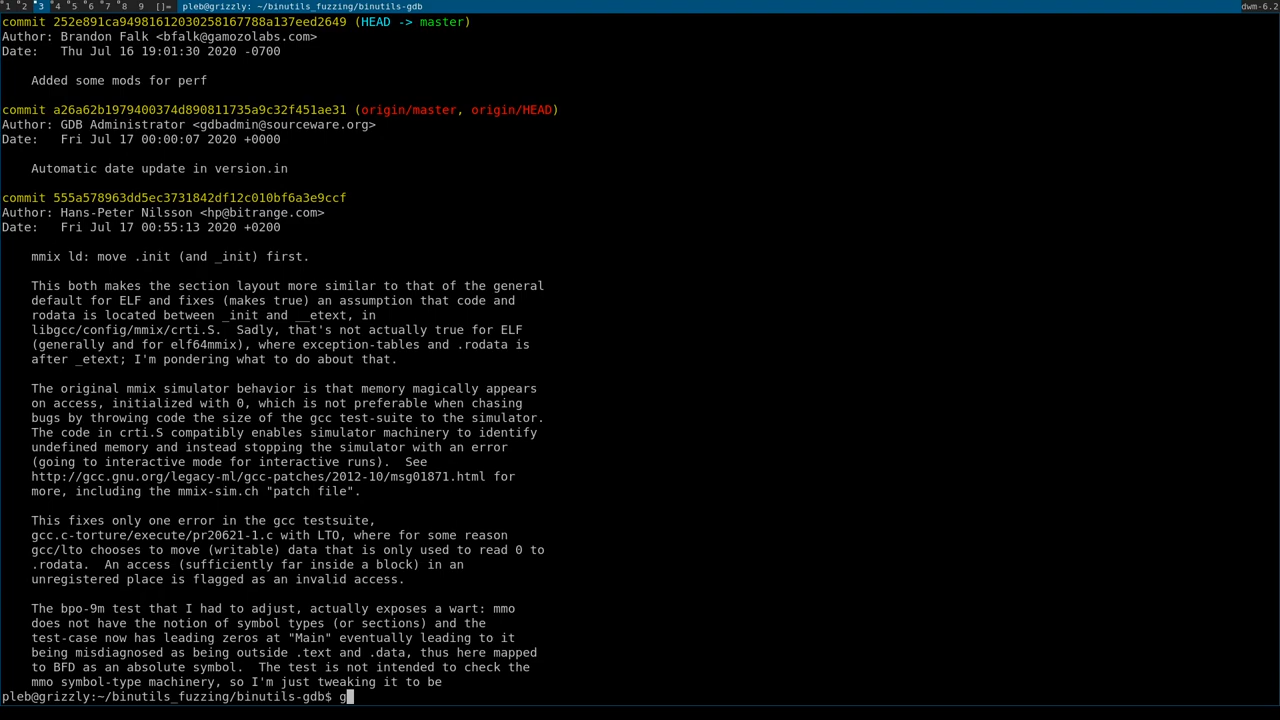 1 2 3 4 5 6 7 8 9 []= pleb@grizzly: ~/binutils_fuzzing/binutils-gdb dwm-6.2
commit 252e891ca94981612030258167788a137eed2649 (HEAD -> master)
Author: Brandon Falk <bfalk@gamozolabs.com>
Date:   Thu Jul 16 19:01:30 2020 -0700
    Added some mods for perf
commit a26a62b1979400374d890811735a9c32f451ae31 (origin/master, origin/HEAD)
Author: GDB Administrator <gdbadmin@sourceware.org>
Date:   Fri Jul 17 00:00:07 2020 +0000
    Automatic date update in version.in
commit 555a578963dd5ec3731842df12c010bf6a3e9ccf
Author: Hans-Peter Nilsson <hp@bitrange.com>
Date:   Fri Jul 17 00:55:13 2020 +0200
    mmix ld: move .init (and _init) first.
    This both makes the section layout more similar to that of the general
    default for ELF and fixes (makes true) an assumption that code and
    rodata is located between _init and __etext, in
    libgcc/config/mmix/crti.S.  Sadly, that's not actually true for ELF
    (generally and for elf64mmix), where exception-tables and .rodata is
    after _etext; I'm pondering what to do about that.
    The original mmix simulator behavior is that memory magically appears
    on access, initialized with 0, which is not preferable when chasing
    bugs by throwing code the size of the gcc test-suite to the simulator.
    The code in crti.S compatibly enables simulator machinery to identify
    undefined memory and instead stopping the simulator with an error
    (going to interactive mode for interactive runs).  See
    http://gcc.gnu.org/legacy-ml/gcc-patches/2012-10/msg01871.html for
    more, including the mmix-sim.ch "patch file".
    This fixes only one error in the gcc testsuite,
    gcc.c-torture/execute/pr20621-1.c with LTO, where for some reason
    gcc/lto chooses to move (writable) data that is only used to read 0 to
    .rodata.  An access (sufficiently far inside a block) in an
    unregistered place is flagged as an invalid access.
    The bpo-9m test that I had to adjust, actually exposes a wart: mmo
    does not have the notion of symbol types (or sections) and the
    test-case now has leading zeros at "Main" eventually leading to it
    being misdiagnosed as being outside .text and .data, thus here mapped
    to BFD as an absolute symbol.  The test is not intended to check the
    mmo symbol-type machinery, so I'm just tweaking it to be
pleb@grizzly:~/binutils_fuzzing/binutils-gdb$ g